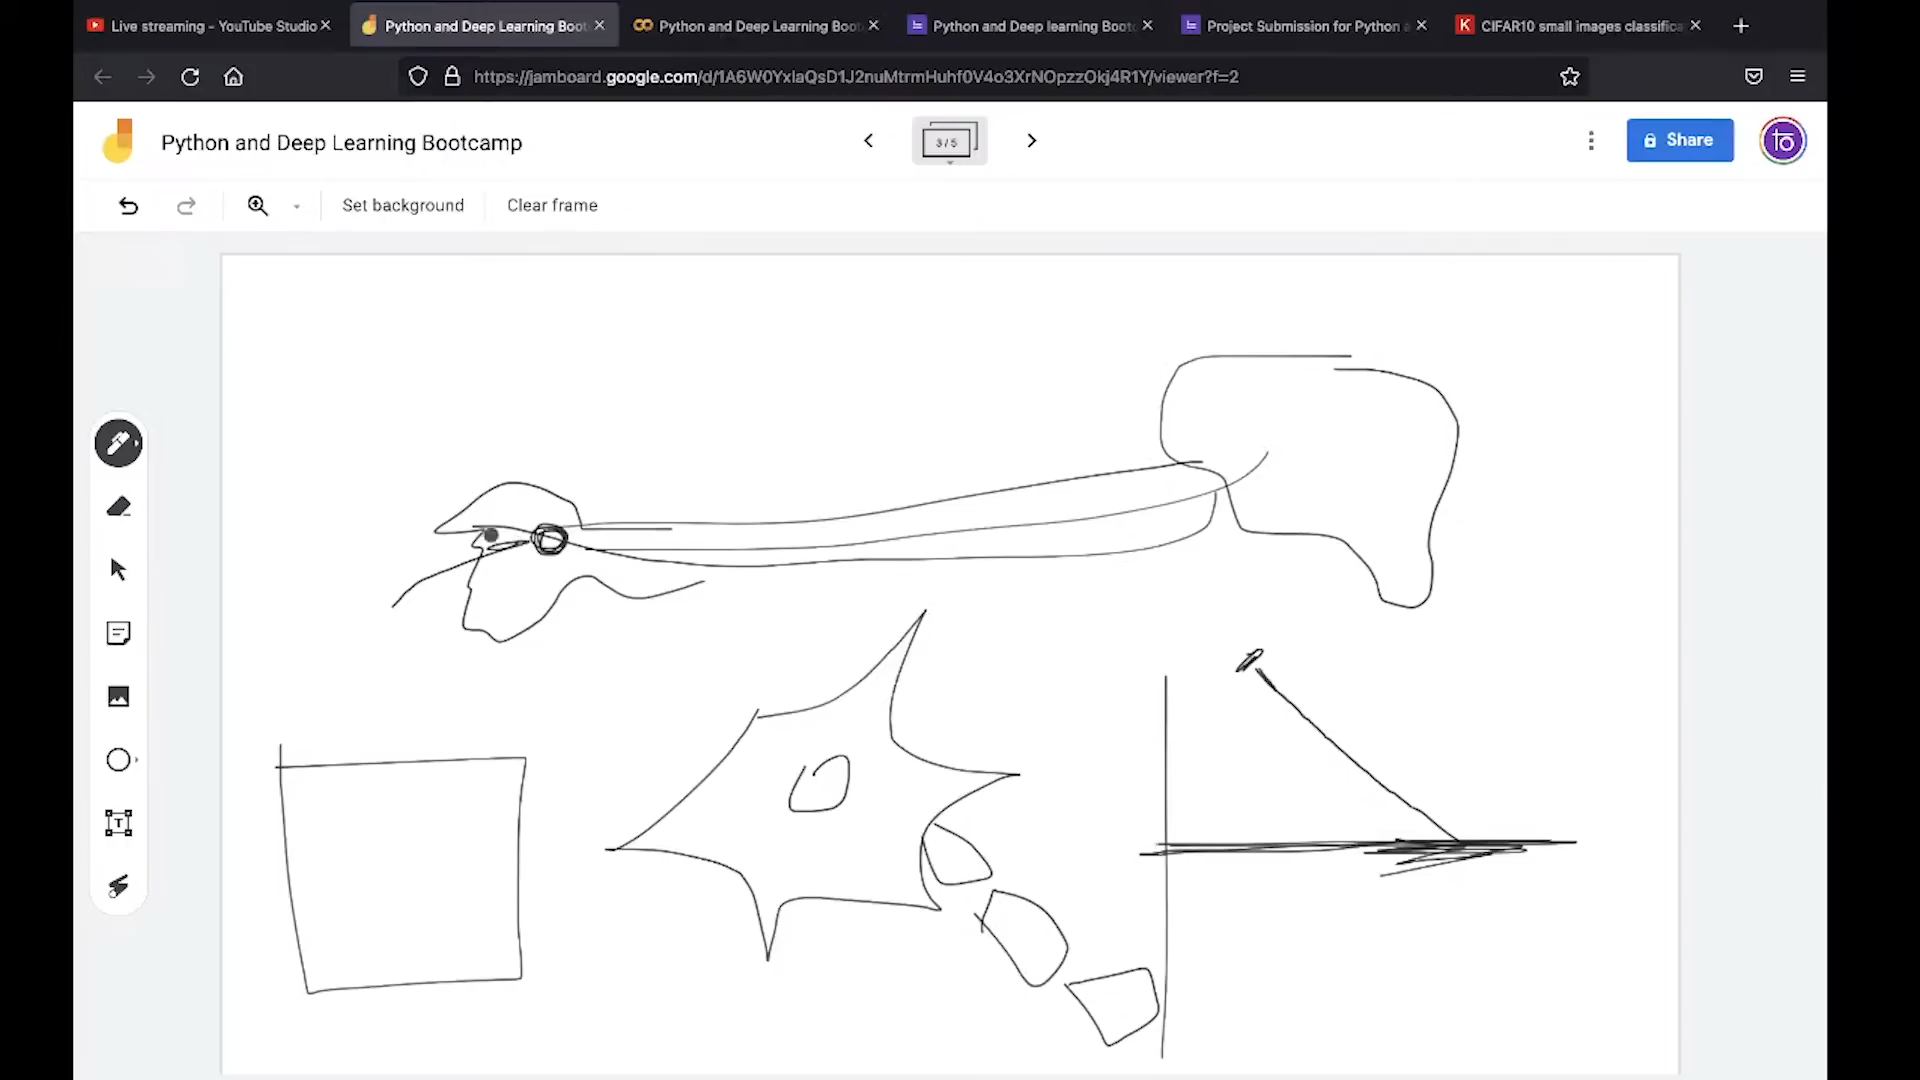 Live streaming - YouTube Studio
Python and Deep Learning Boot
Python and Deep Learning Boot
Python and Deep learning Boot
Project Submission for Python a
CIFAR10 small images classifica
https://jamboard.google.com/d/1A6W0YxlaQsD1J2nuMtrmHuhf0V4o3XrNOpzzOkj4R1Y/viewer?f=2
Python and Deep Learning Bootcamp
3 / 5
Share
Set background
Clear frame